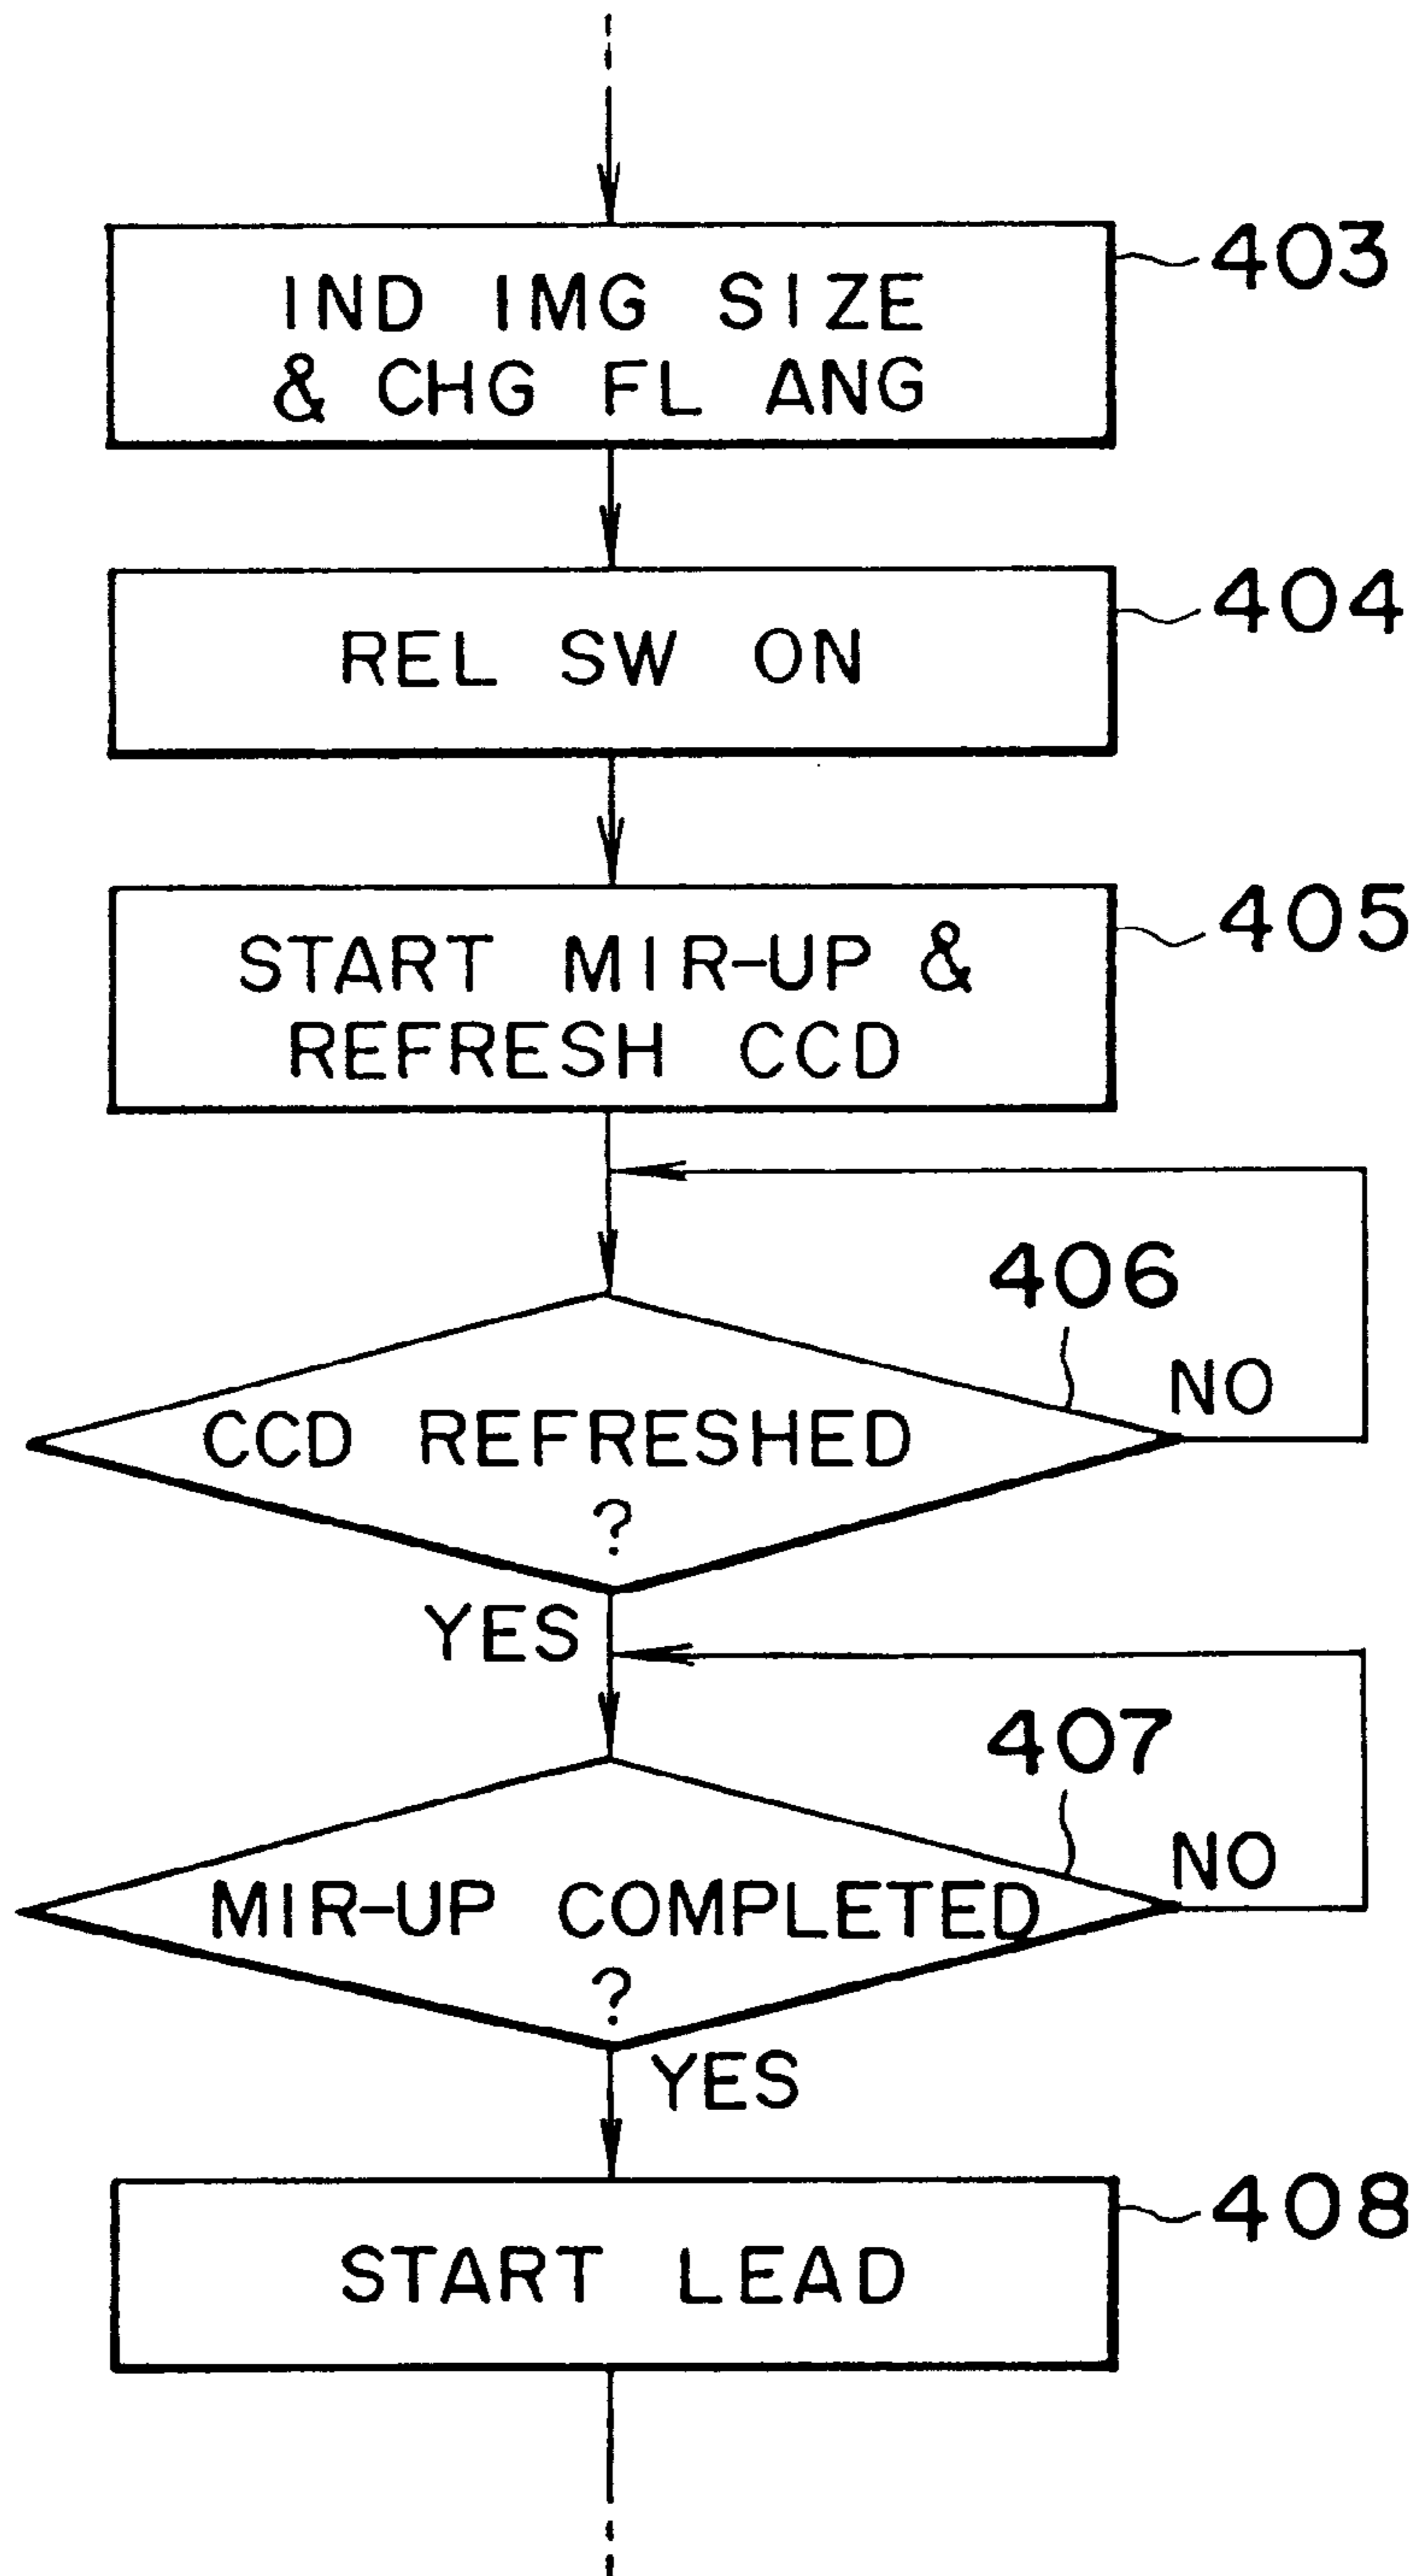 403
IND IMG SIZE
& CHG FL ANG
404
REL SW ON
405
START MIR-UP &
REFRESH CCD
406
NO
CCD REFRESHED
?
YES
407
NO
MIR-UP COMPLETED
?
YES
408
START LEAD